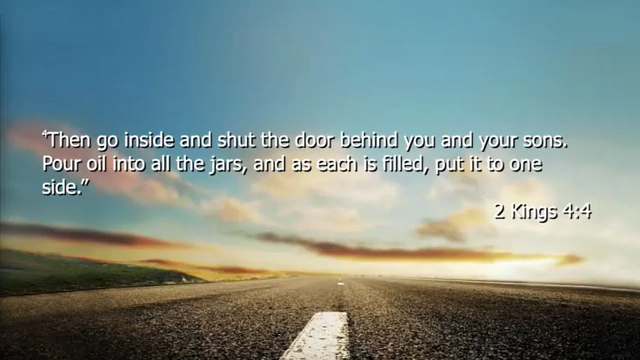 ⁴Then go inside and shut the door behind you and your sons.
Pour oil into all the jars, and as each is filled, put it to one
side.”
2 Kings 4:4